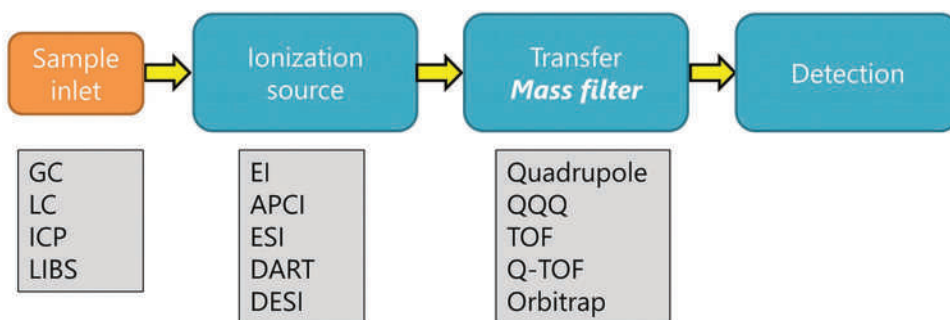 Sample
inlet
Ionization
source
Transfer
Mass filter
Detection
GC
LC
ICP
LIBS
EI
APCI
ESI
DART
DESI
Quadrupole
QQQ
TOF
Q-TOF
Orbitrap